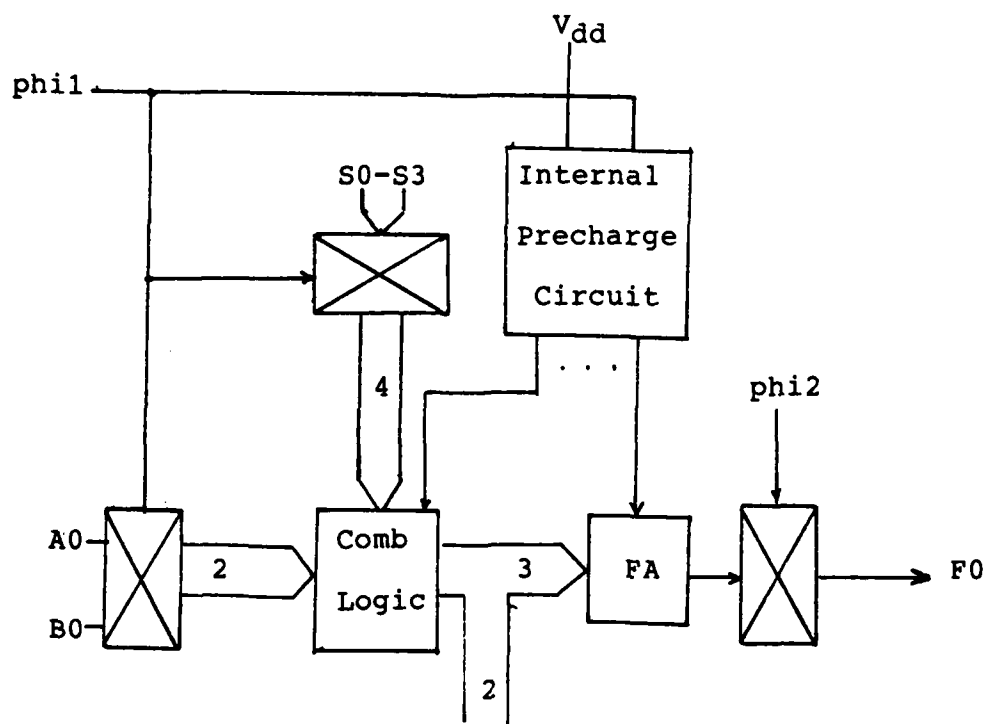 Vdd
phi1
S0-S3
Internal
Precharge
Circuit
. . .
4
phi2
A0
2
Comb
Logic
3
FA
F0
B0
2